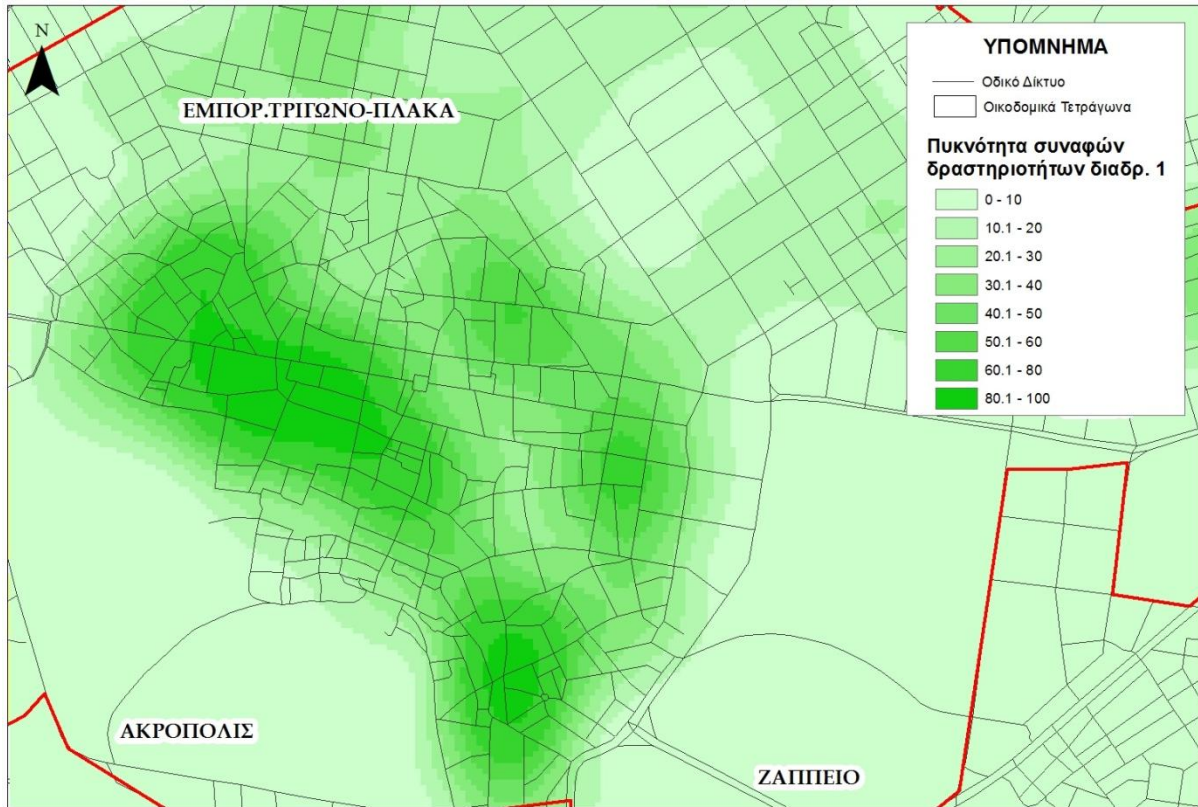 N
ΕΜΠΟΡ.ΤΡΙΓΩΝΟ-ΠΛΑΚΑ
ΑΚΡΟΠΟΛΙΣ
ΖΑΠΠΕΙΟ
ΥΠΟΜΝΗΜΑ
Οδικό Δίκτυο
Οικοδομικά Τετράγωνα
Πυκνότητα συναφών
δραστηριοτήτων διαδρ. 1
0 - 10
10.1 - 20
20.1 - 30
30.1 - 40
40.1 - 50
50.1 - 60
60.1 - 80
80.1 - 100